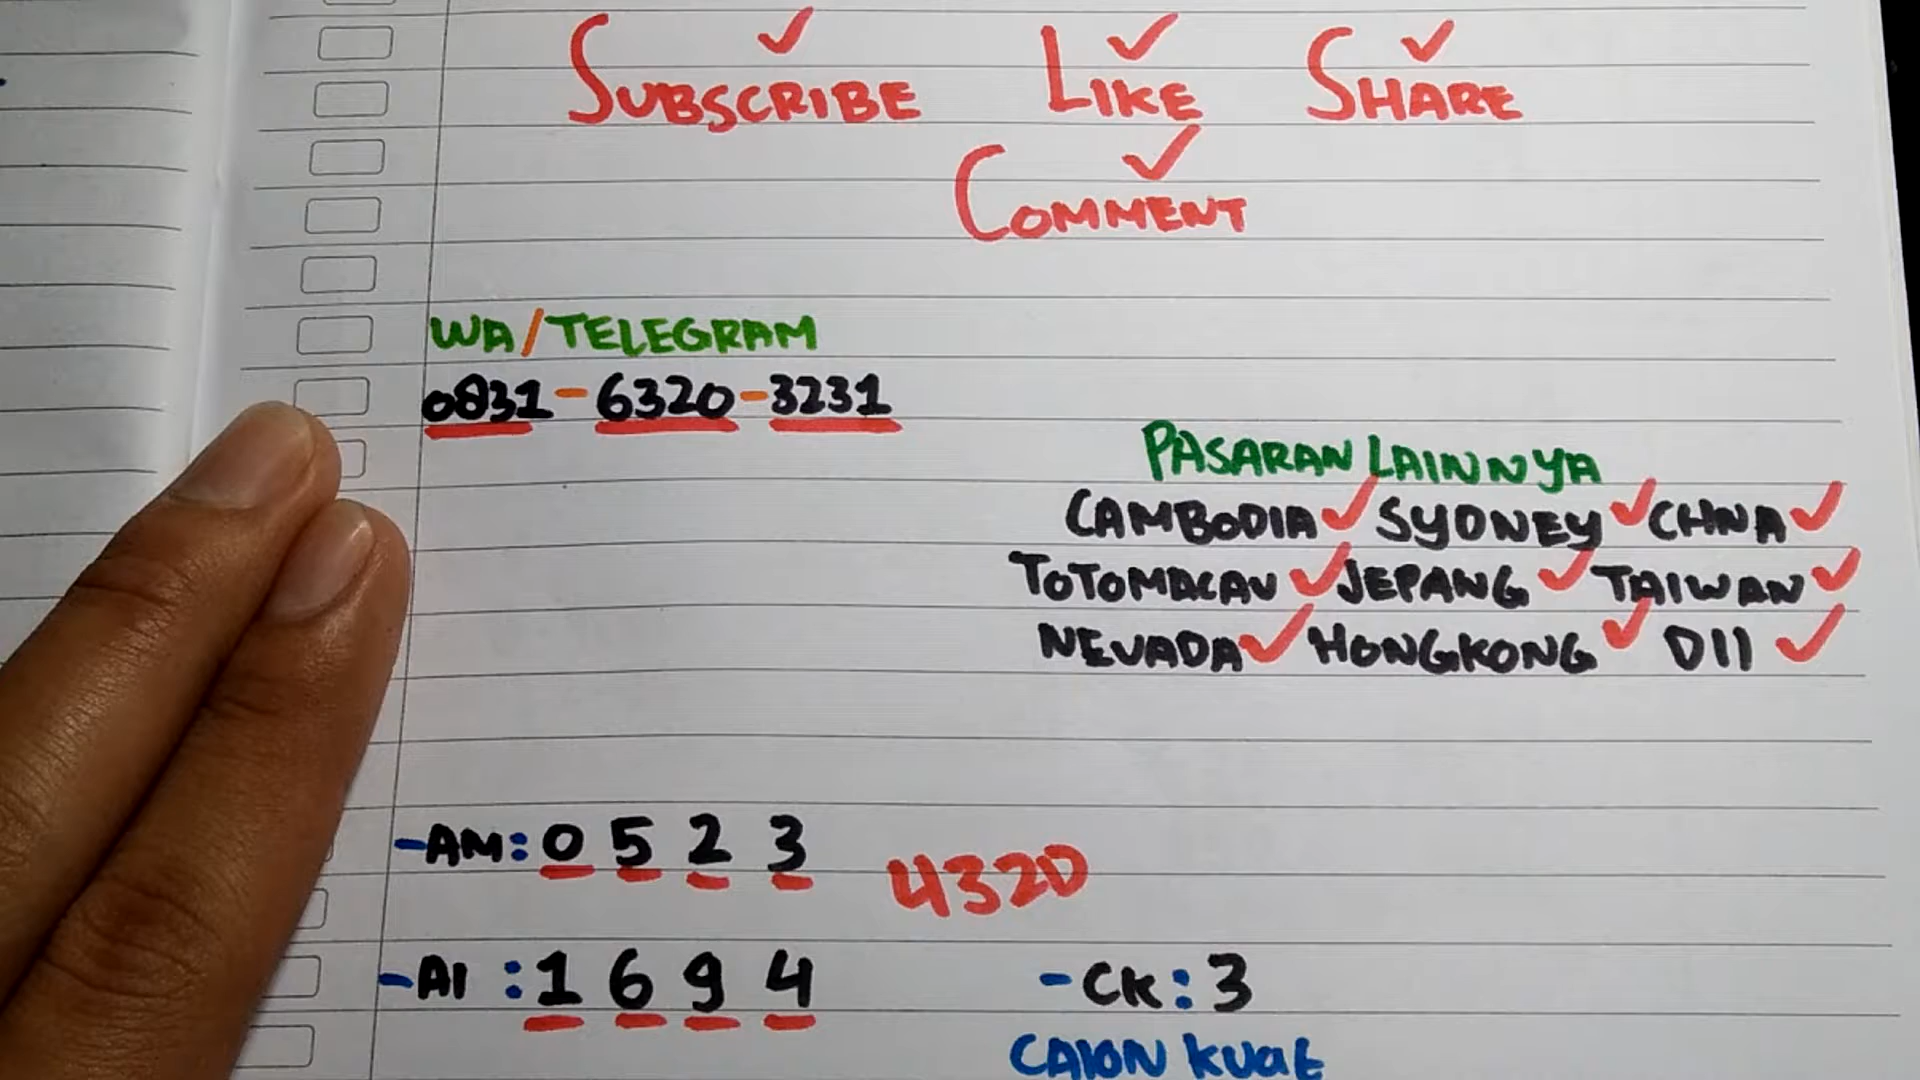 SUBSCRIBE ✓ LIKE ✓ SHARE ✓
COMMENT ✓
WA/TELEGRAM
0831-6320-3231
PASARAN LAINNYA
CAMBODIA ✓ SYDNEY ✓ CHNA ✓
TOTOMACAU ✓ JEPANG ✓ TAIWAN ✓
NEVADA ✓ HONGKONG ✓ Dll ✓
-AM: 0 5 2 3
4320
-AI : 1 6 9 4
-CK: 3
CALON KUAT